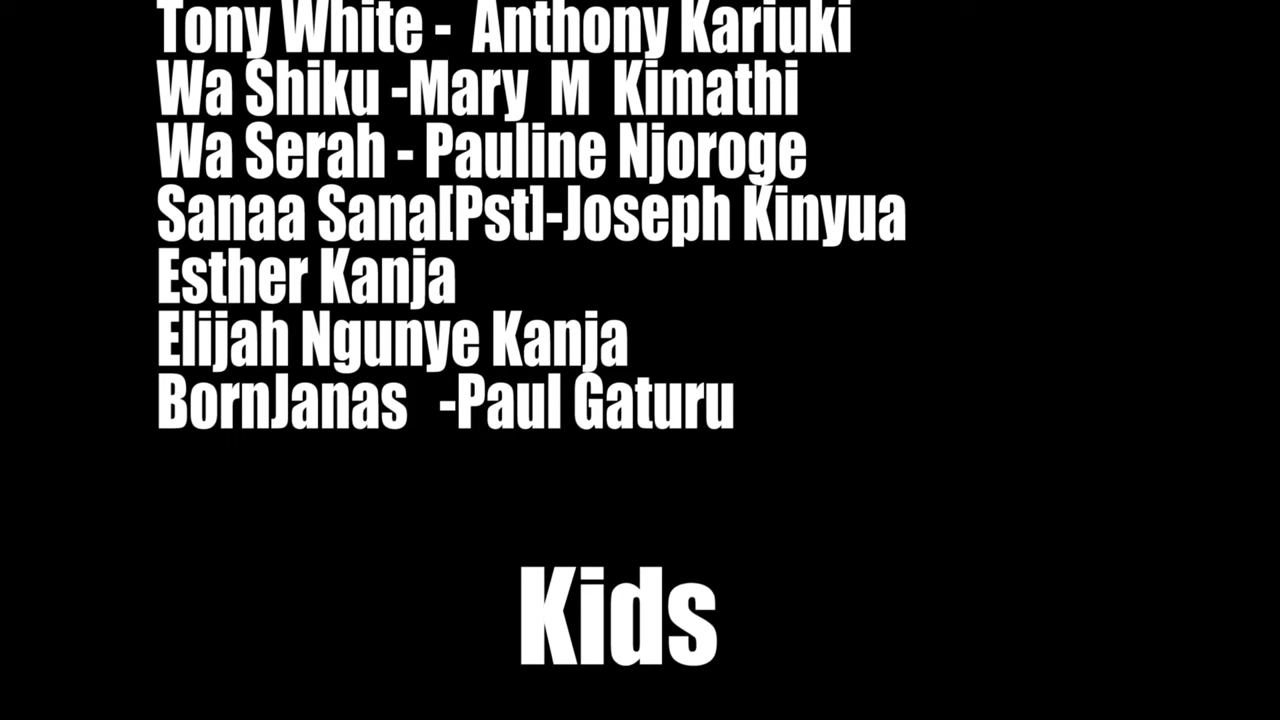 Tony White -  Anthony Kariuki
Wa Shiku -Mary  M  Kimathi
Wa Serah - Pauline Njoroge
Sanaa Sana[Pst]-Joseph Kinyua
Esther Kanja
Elijah Ngunye Kanja
BornJanas   -Paul Gaturu
Kids